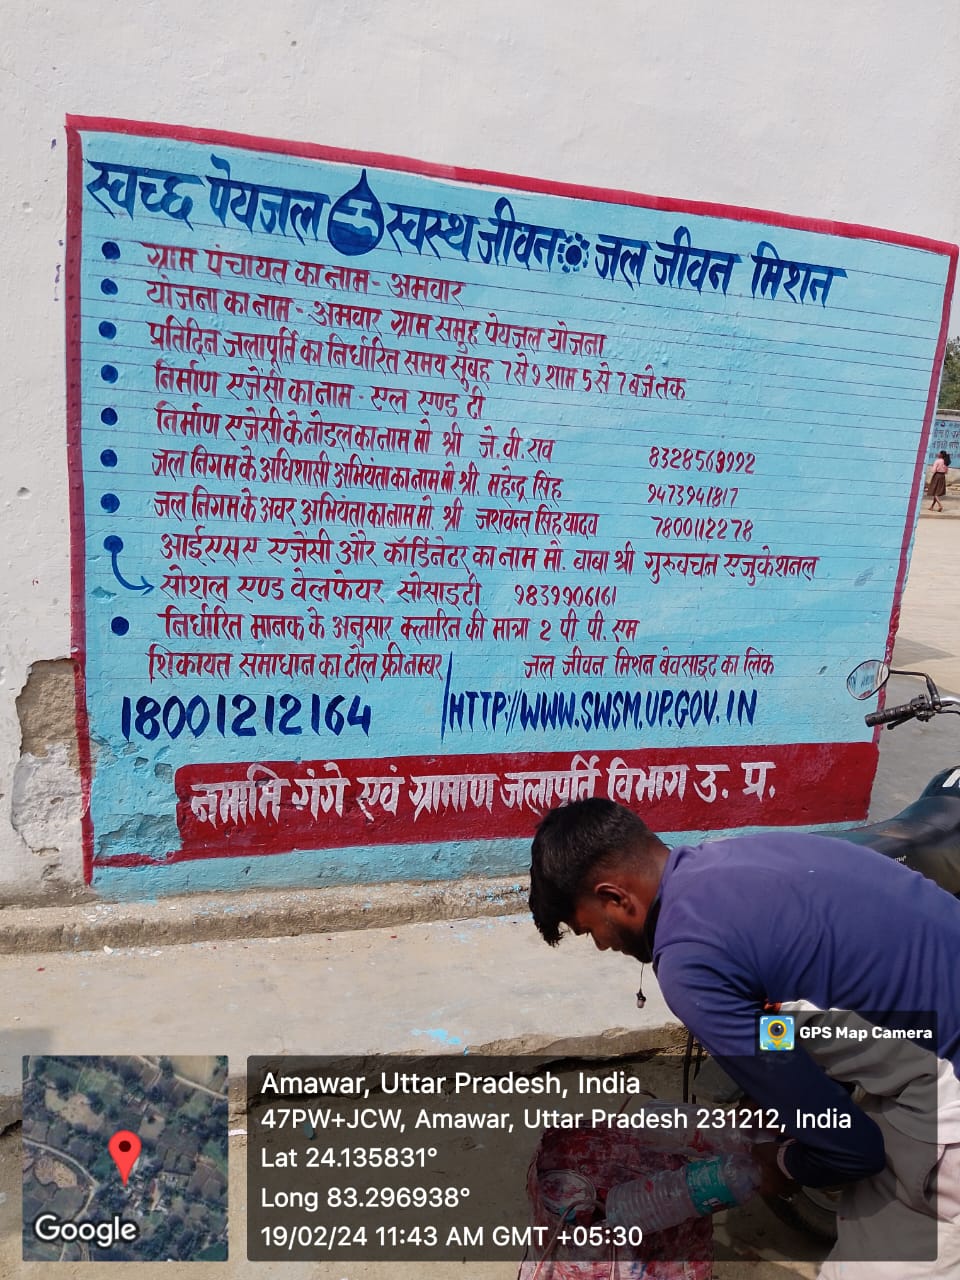 स्वच्छ पेयजल स्वस्थ जीवन जल जीवन मिशन
ग्राम पंचायत का नाम - अमवार
योजना का नाम - अमवार ग्राम समुह पेयजल योजना
प्रतिदिन जलापूर्ति का निर्धारित समय सुबह 7 से 9 शाम 5 से 7 बजे तक
निर्माण एजेंसी का नाम - एल एण्ड टी
निर्माण एजेंसी के नोडल का नाम मो श्री जे.वी.राव 8328569992
जल निगम के अधिशासी अभियंता का नाम मो श्री. महेन्द्र सिंह 9473941817
जल निगम के अवर अभियंता का नाम मो. श्री जशवन्त सिंह यादव 7800112278
आईएसए एजेंसी और कॉर्डिनेटर का नाम मो. बाबा श्री गुरुबचन एजुकेशनल
सोशल एण्ड वेलफेयर सोसाइटी 9839906161
निर्धारित मानक के अनुसार क्लोरिन की मात्रा 2 पी पी. एम
शिकायत समाधान का टोल फ्री नम्बर जल जीवन मिशन बेवसाइट का लिंक
18001212164 HTTP://WWW.SWSM.UP.GOV.IN
नमामि गंगे एवं ग्रामाण जलापूर्ति विभाग उ. प्र.
GPS Map Camera
Amawar, Uttar Pradesh, India
47PW+JCW, Amawar, Uttar Pradesh 231212, India
Lat 24.135831°
Long 83.296938°
19/02/24 11:43 AM GMT +05:30
Google